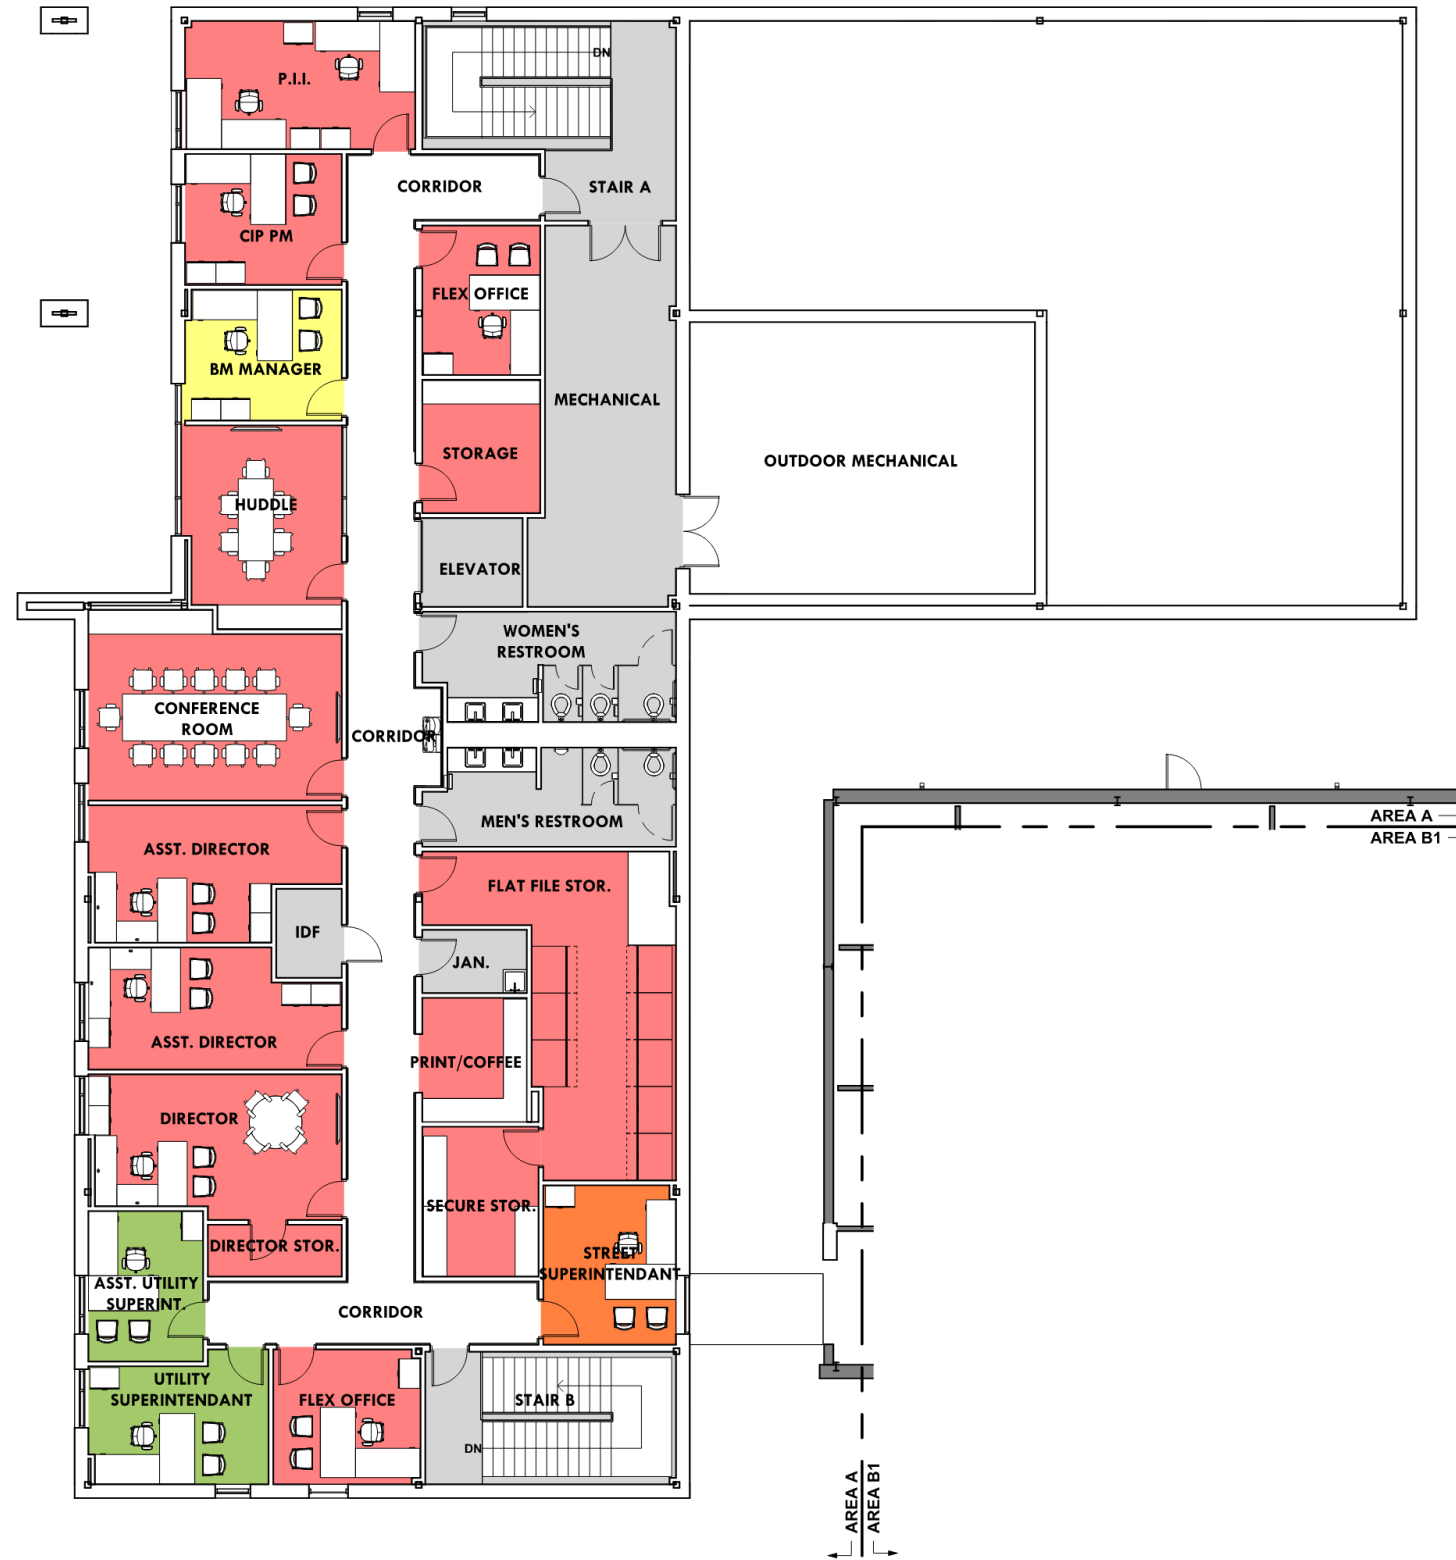 P.I.I.
DN
CORRIDOR
STAIR A
CIP PM
FLEX OFFICE
BM MANAGER
MECHANICAL
STORAGE
OUTDOOR MECHANICAL
HUDDLE
ELEVATOR
WOMEN'S
RESTROOM
CONFERENCE
ROOM
CORRIDOR
MEN'S RESTROOM
AREA A
AREA B1
ASST. DIRECTOR
FLAT FILE STOR.
IDF
JAN.
ASST. DIRECTOR
PRINT/COFFEE
DIRECTOR
SECURE STOR.
DIRECTOR STOR.
STREET
SUPERINTENDANT
ASST. UTILITY
SUPERINT.
CORRIDOR
UTILITY
SUPERINTENDANT
FLEX OFFICE
STAIR B
DN
AREA A
AREA B1